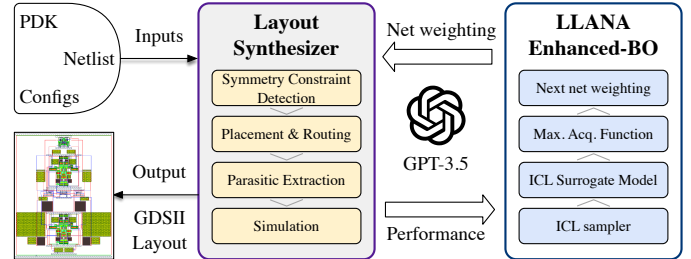 PDK
Netlist
Configs
Inputs
Output
GDSII
Layout
Layout
Synthesizer
Symmetry Constraint
Detection
Placement & Routing
Parasitic Extraction
Simulation
Net weighting
GPT-3.5
Performance
LLANA
Enhanced-BO
Next net weighting
Max. Acq. Function
ICL Surrogate Model
ICL sampler